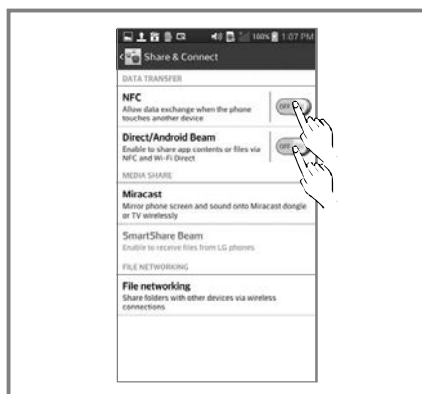 100% 1:07 PM
Share & Connect
DATA TRANSFER
NFC
Allow data exchange when the phone
touches another device
OFF
Direct/Android Beam
Enable to share app contents or files via
NFC and Wi-Fi Direct
OFF
MEDIA SHARE
Miracast
Mirror phone screen and sound onto Miracast dongle
or TV wirelessly
SmartShare Beam
Enable to receive files from LG phones
FILE NETWORKING
File networking
Share folders with other devices via wireless
connections